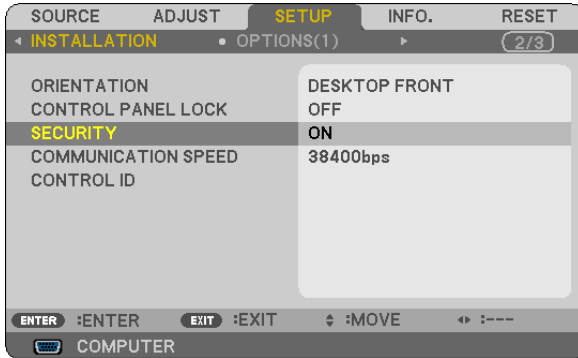 SOURCE ADJUST SETUP INFO. RESET
INSTALLATION • OPTIONS(1) 2/3
ORIENTATION DESKTOP FRONT
CONTROL PANEL LOCK OFF
SECURITY ON
COMMUNICATION SPEED 38400bps
CONTROL ID
ENTER :ENTER EXIT :EXIT :MOVE :---
COMPUTER